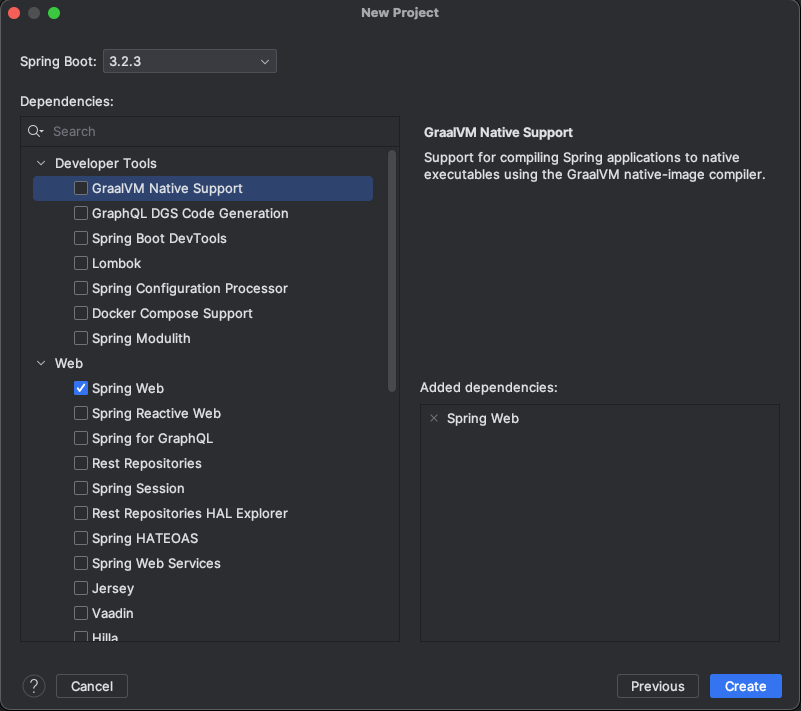 New Project
Spring Boot: 3.2.3
Dependencies:
Search
Developer Tools
GraalVM Native Support
GraphQL DGS Code Generation
Spring Boot DevTools
Lombok
Spring Configuration Processor
Docker Compose Support
Spring Modulith
Web
Spring Web
Spring Reactive Web
Spring for GraphQL
Rest Repositories
Spring Session
Rest Repositories HAL Explorer
Spring HATEOAS
Spring Web Services
Jersey
Vaadin
Hilla
GraalVM Native Support
Support for compiling Spring applications to native
executables using the GraalVM native-image compiler.
Added dependencies:
Spring Web
? Cancel Previous Create